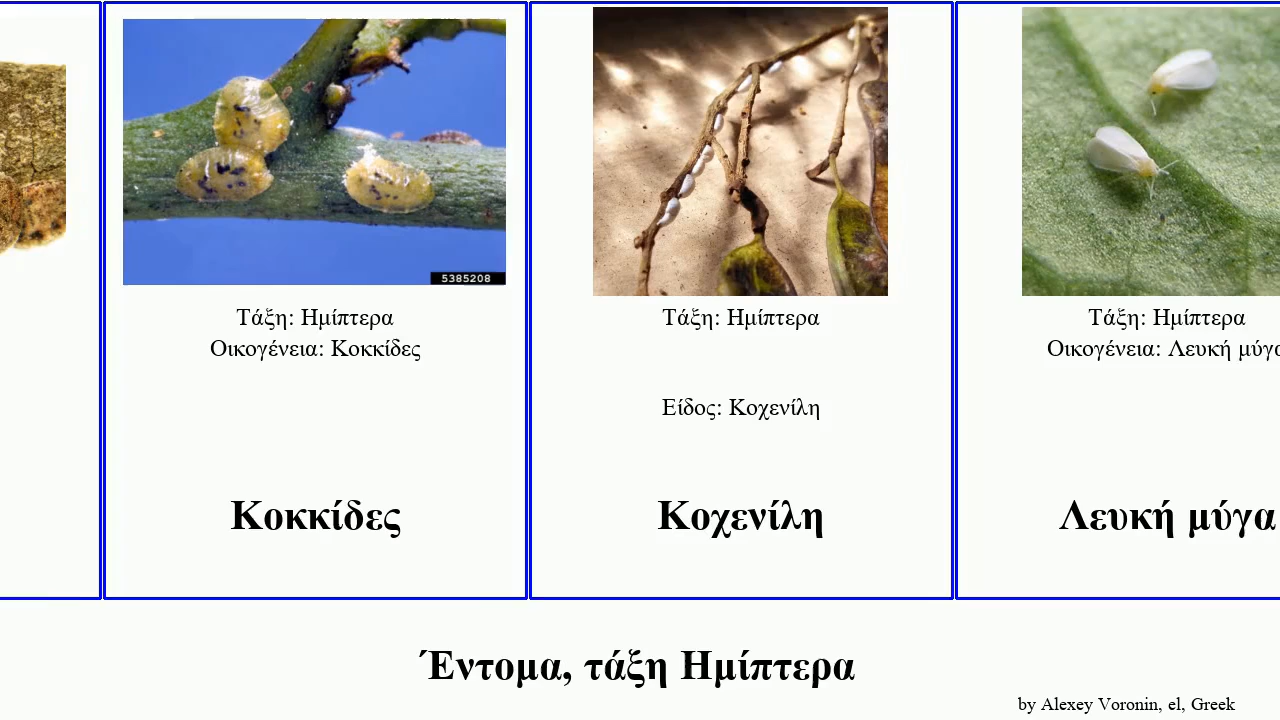 5385208
Τάξη: Ημίπτερα
Οικογένεια: Κοκκίδες
Κοκκίδες
Τάξη: Ημίπτερα
Είδος: Κοχενίλη
Κοχενίλη
Τάξη: Ημίπτερα
Οικογένεια: Λευκή μύγα
Λευκή μύγα
Έντομα, τάξη Ημίπτερα
by Alexey Voronin, el, Greek